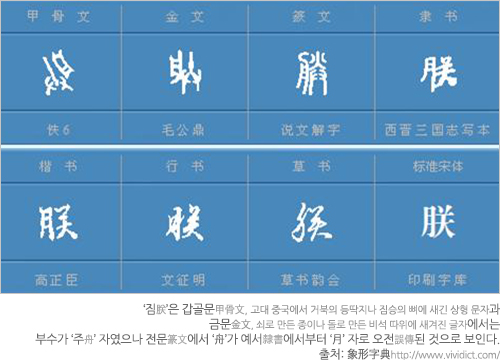 甲 骨 文 金 文 篆 文 隶 书
朕 朕 朕 朕
佚6 毛公鼎 说文解字 西晋三国志写本
楷 书 行 书 草 书 标准宋体
朕 朕 朕 朕
高正臣 文征明 草书韵会 印刷字库
‘짐朕’은 갑골문甲骨文, 고대 중국에서 거북의 등딱지나 짐승의 뼈에 새긴 상형 문자과
금문金文, 쇠로 만든 종이나 돌로 만든 비석 따위에 새겨진 글자에서는
부수가 ‘주舟’ 자였으나 전문篆文에서 ‘舟’가 예서隸書에서부터 ‘月’ 자로 오전誤傳된 것으로 보인다.
출처: 象形字典http://www.vividict.com/